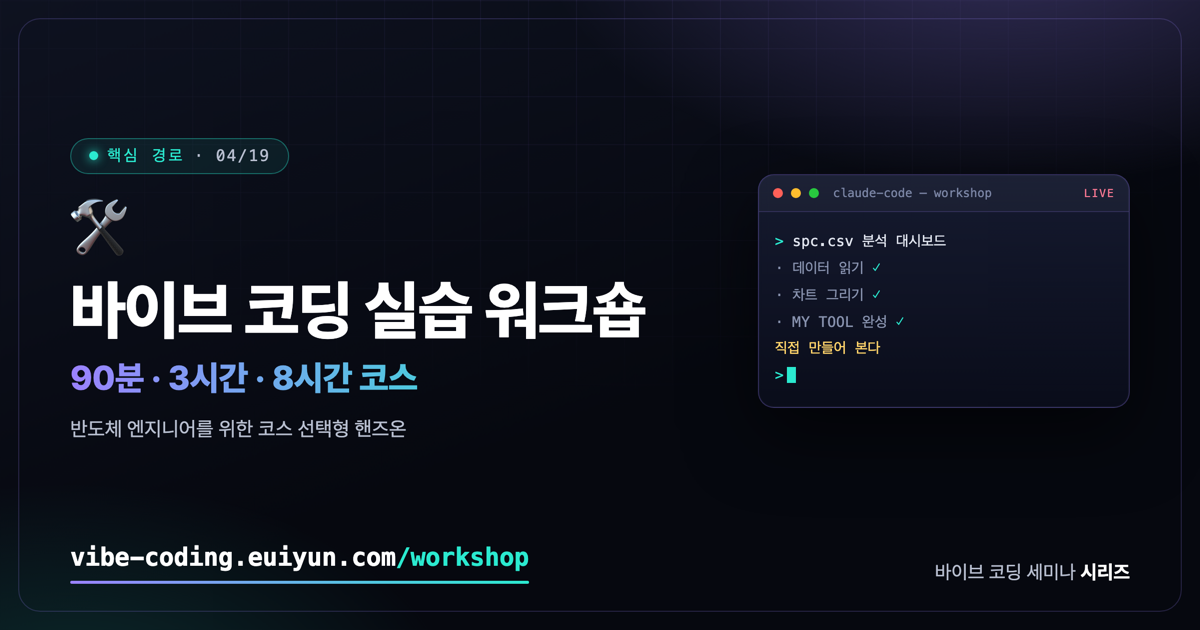 핵심 경로 · 04/19
바이브 코딩 실습 워크숍
90분 · 3시간 · 8시간 코스
반도체 엔지니어를 위한 코스 선택형 핸즈온
claude-code — workshop
LIVE
> spc.csv 분석 대시보드
· 데이터 읽기 ✓
· 차트 그리기 ✓
· MY TOOL 완성 ✓
직접 만들어 본다
>
vibe-coding.euiyun.com/workshop
바이브 코딩 세미나 시리즈